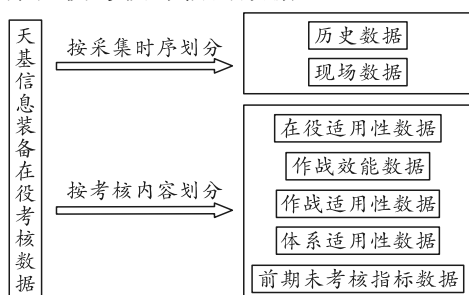 天基信息装备在役考核数据
按采集时序划分
历史数据
现场数据
按考核内容划分
在役适用性数据
作战效能数据
作战适用性数据
体系适用性数据
前期未考核指标数据